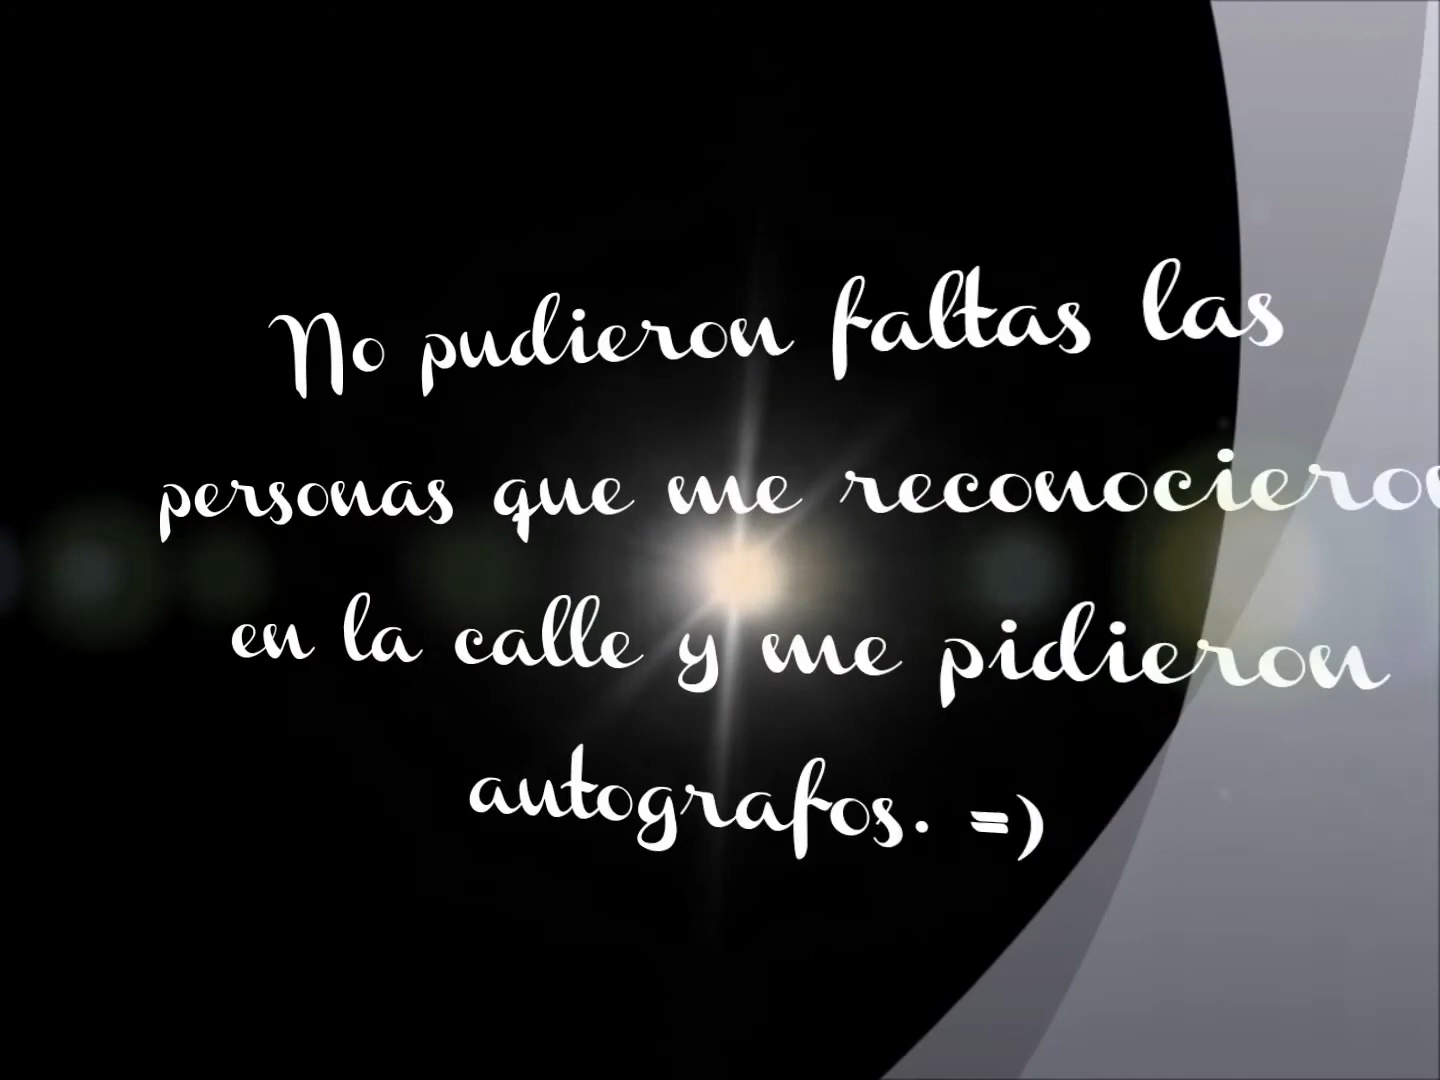 No pudieron faltas las
personas que me reconocieron
en la calle y me pidieron
autografos. =)